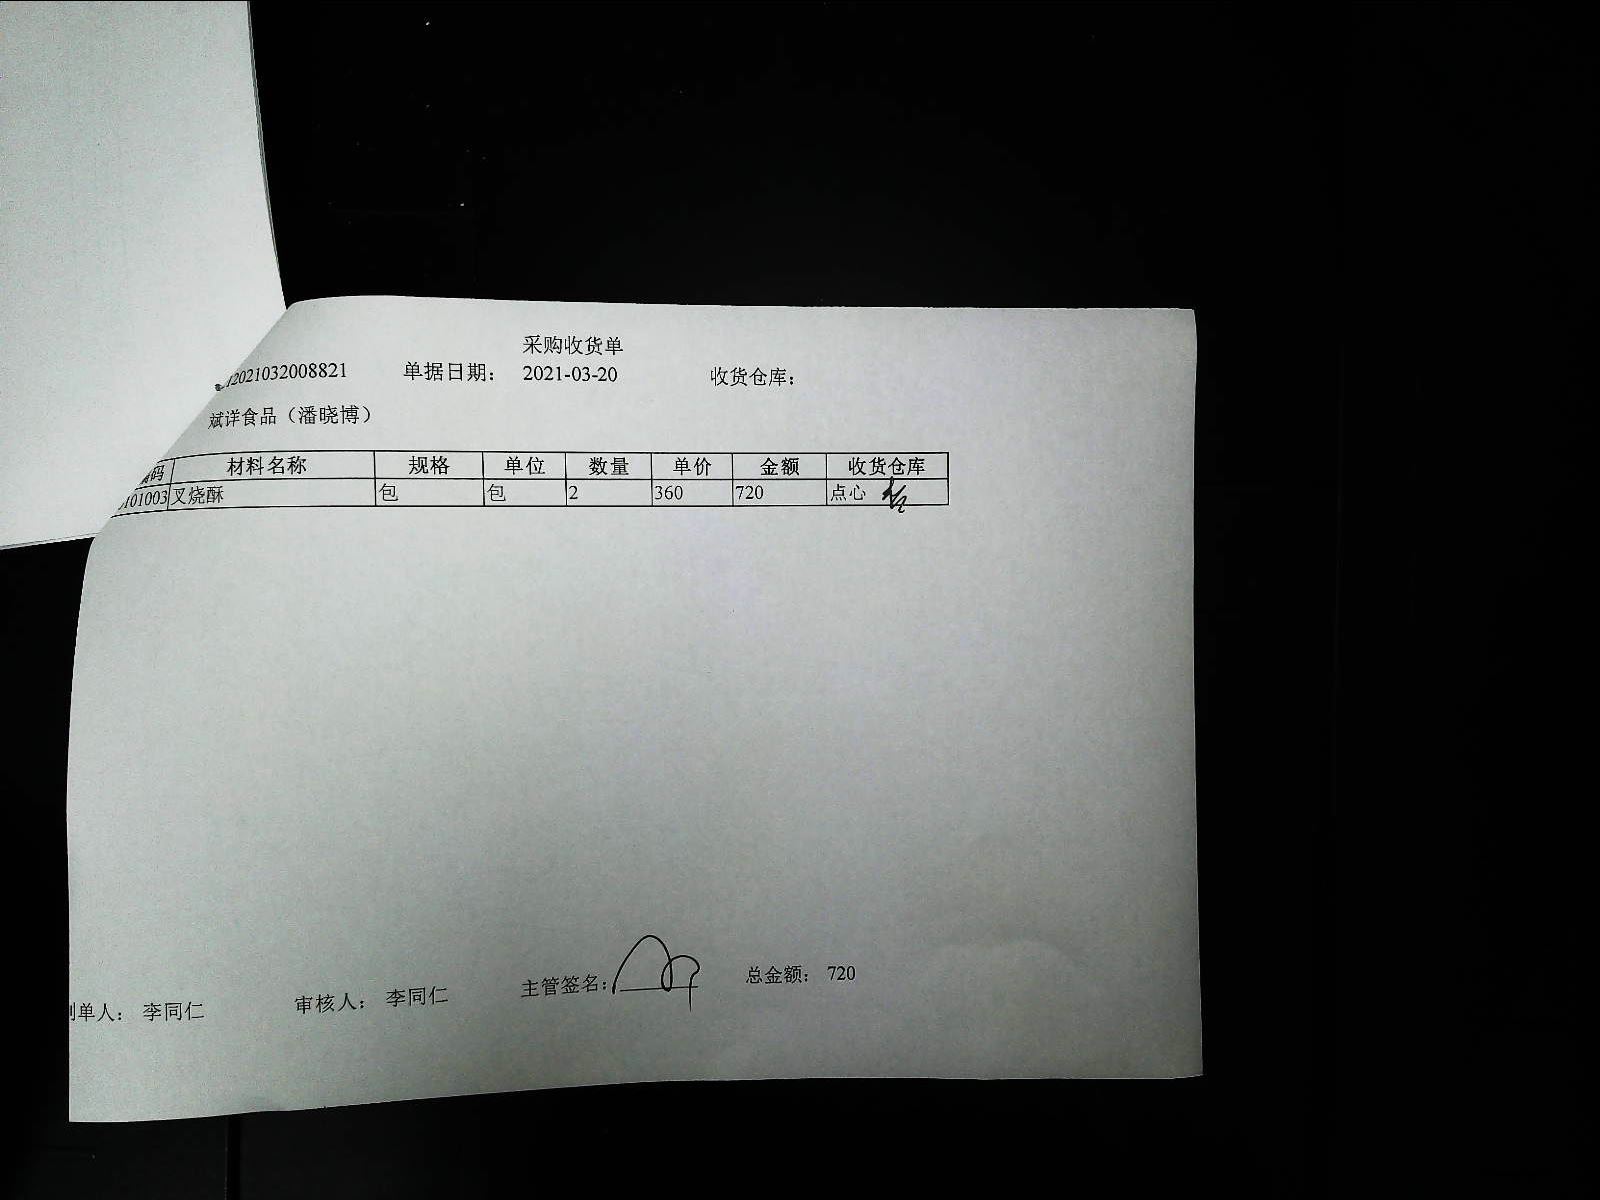 采购收货单
2021032008821 单据日期： 2021-03-20 收货仓库：
斌洋食品（潘晓博）
码 材料名称 规格 单位 数量 单价 金额 收货仓库
101003 叉烧酥 包 包 2 360 720 点心
单人： 李同仁 审核人： 李同仁 主管签名： 总金额： 720